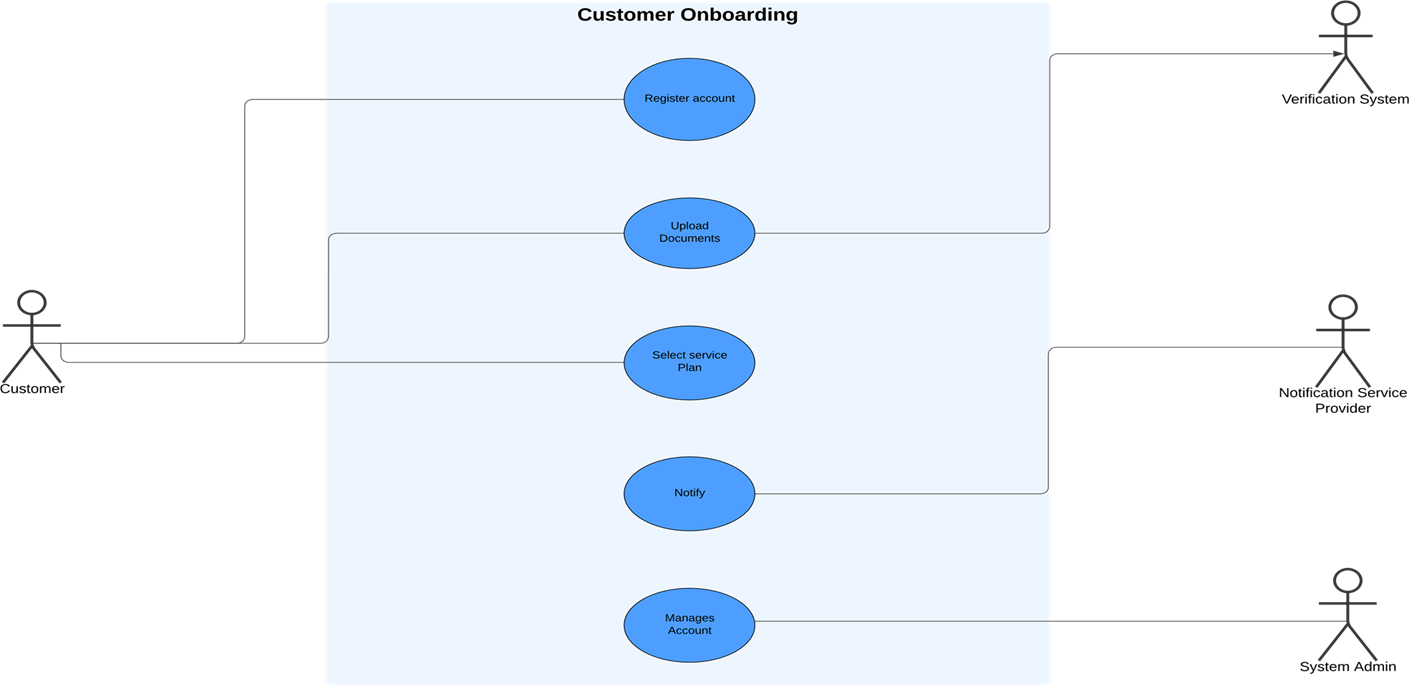 Customer Onboarding
Register account
Verification System
Upload
Documents
Select service
Plan
Customer
Notification Service
Provider
Notify
Manages
Account
System Admin